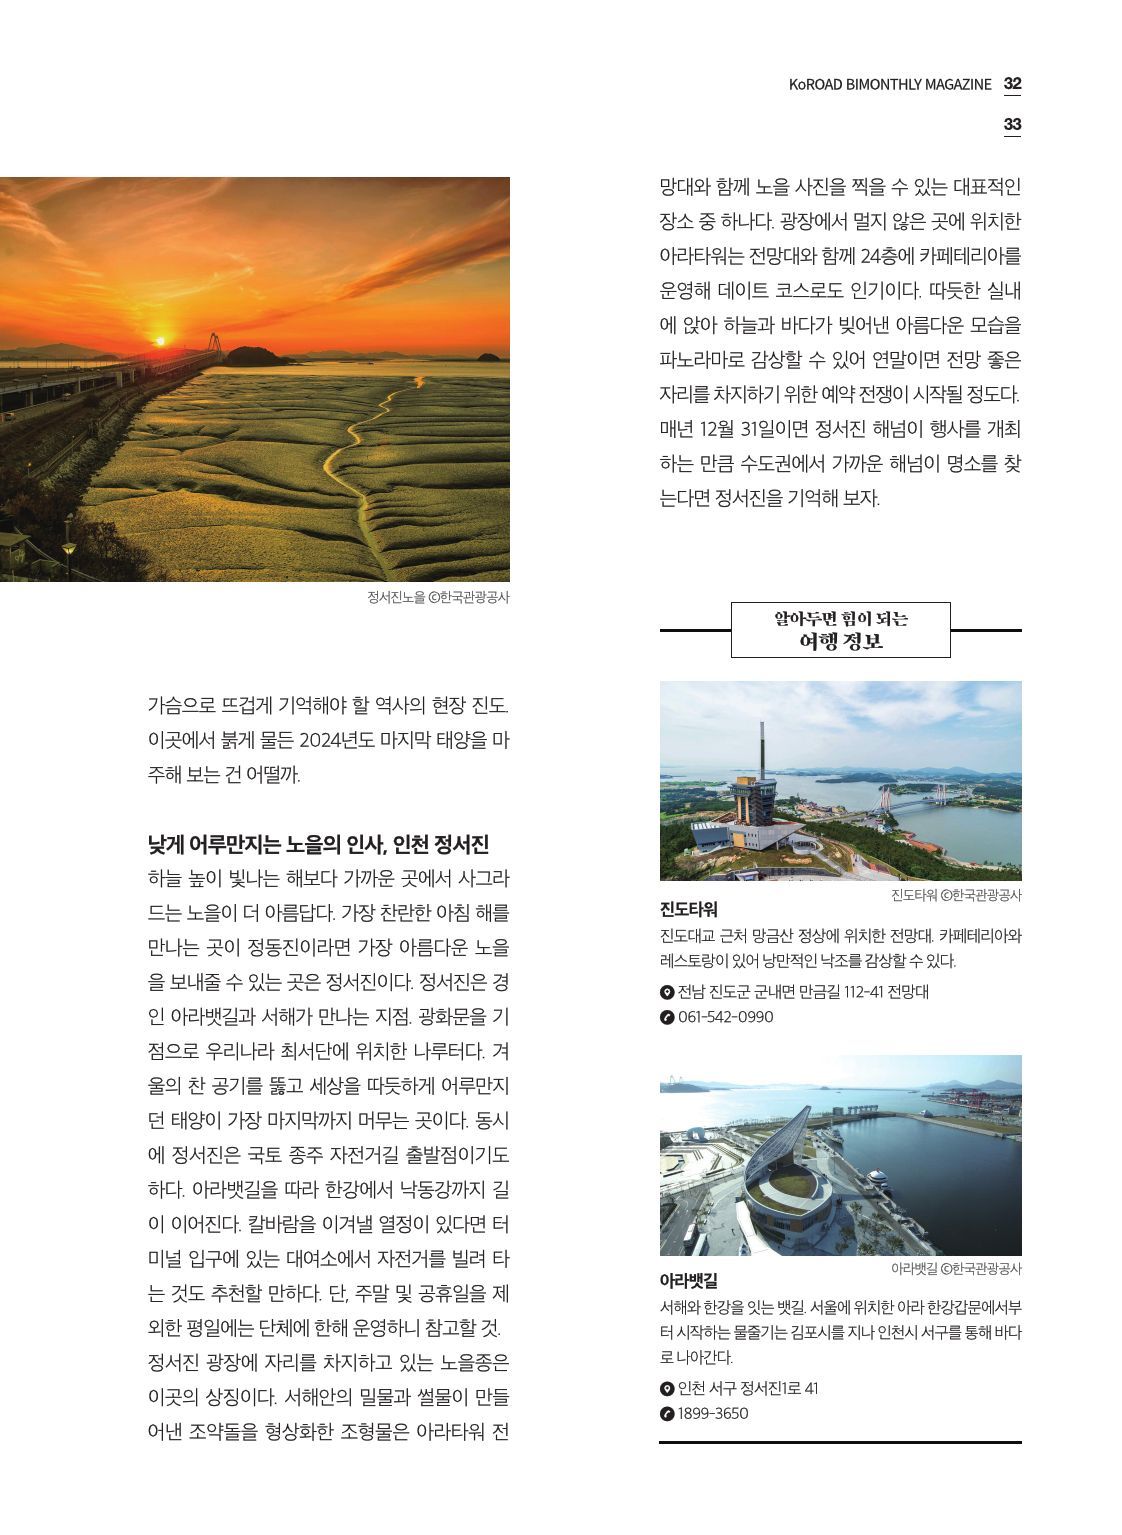 KoROAD BIMONTHLY MAGAZINE 32
33
정서진노을 ⓒ한국관광공사
가슴으로 뜨겁게 기억해야 할 역사의 현장 진도.
이곳에서 붉게 물든 2024년도 마지막 태양을 마
주해 보는 건 어떨까.
낮게 어루만지는 노을의 인사, 인천 정서진
하늘 높이 빛나는 해보다 가까운 곳에서 사그라
드는 노을이 더 아름답다. 가장 찬란한 아침 해를
만나는 곳이 정동진이라면 가장 아름다운 노을
을 보내줄 수 있는 곳은 정서진이다. 정서진은 경
인 아라뱃길과 서해가 만나는 지점. 광화문을 기
점으로 우리나라 최서단에 위치한 나루터다. 겨
울의 찬 공기를 뚫고 세상을 따듯하게 어루만지
던 태양이 가장 마지막까지 머무는 곳이다. 동시
에 정서진은 국토 종주 자전거길 출발점이기도
하다. 아라뱃길을 따라 한강에서 낙동강까지 길
이 이어진다. 칼바람을 이겨낼 열정이 있다면 터
미널 입구에 있는 대여소에서 자전거를 빌려 타
는 것도 추천할 만하다. 단, 주말 및 공휴일을 제
외한 평일에는 단체에 한해 운영하니 참고할 것.
정서진 광장에 자리를 차지하고 있는 노을종은
이곳의 상징이다. 서해안의 밀물과 썰물이 만들
어낸 조약돌을 형상화한 조형물은 아라타워 전
망대와 함께 노을 사진을 찍을 수 있는 대표적인
장소 중 하나다. 광장에서 멀지 않은 곳에 위치한
아라타워는 전망대와 함께 24층에 카페테리아를
운영해 데이트 코스로도 인기이다. 따듯한 실내
에 앉아 하늘과 바다가 빚어낸 아름다운 모습을
파노라마로 감상할 수 있어 연말이면 전망 좋은
자리를 차지하기 위한 예약 전쟁이 시작될 정도다.
매년 12월 31일이면 정서진 해넘이 행사를 개최
하는 만큼 수도권에서 가까운 해넘이 명소를 찾
는다면 정서진을 기억해 보자.
알아두면 힘이 되는
여행 정보
진도타워 ⓒ한국관광공사
진도타워
진도대교 근처 망금산 정상에 위치한 전망대. 카페테리아와
레스토랑이 있어 낭만적인 낙조를 감상할 수 있다.
전남 진도군 군내면 만금길 112-41 전망대
061-542-0990
아라뱃길 ⓒ한국관광공사
아라뱃길
서해와 한강을 잇는 뱃길. 서울에 위치한 아라 한강갑문에서부
터 시작하는 물줄기는 김포시를 지나 인천시 서구를 통해 바다
로 나아간다.
인천 서구 정서진1로 41
1899-3650